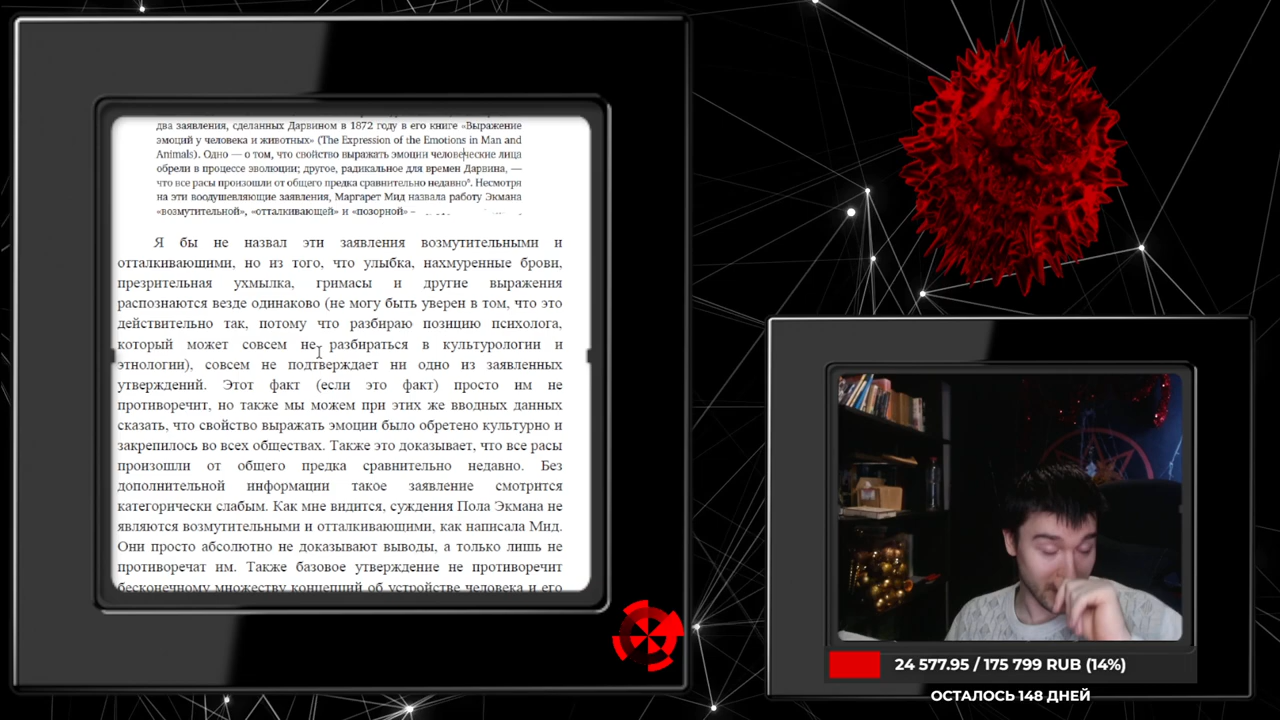 два заявления, сделанных Дарвином в 1872 году в его книге «Выражение
эмоций у человека и животных» (The Expression of the Emotions in Man and
Animals). Одно — о том, что свойство выражать эмоции человеческие лица
обрели в процессе эволюции; другое, радикальное для времен Дарвина, —
что все расы произошли от общего предка сравнительно недавно⁸. Несмотря
на эти воодушевляющие заявления, Маргарет Мид назвала работу Экмана
«возмутительной», «отталкивающей» и «позорной» –
Я бы не назвал эти заявления возмутительными и
отталкивающими, но из того, что улыбка, нахмуренные брови,
презрительная ухмылка, гримасы и другие выражения
распознаются везде одинаково (не могу быть уверен в том, что это
действительно так, потому что разбираю позицию психолога,
который может совсем не разбираться в культурологии и
этнологии), совсем не подтверждает ни одно из заявленных
утверждений. Этот факт (если это факт) просто им не
противоречит, но также мы можем при этих же вводных данных
сказать, что свойство выражать эмоции было обретено культурно и
закрепилось во всех обществах. Также это доказывает, что все расы
произошли от общего предка сравнительно недавно. Без
дополнительной информации такое заявление смотрится
категорически слабым. Как мне видится, суждения Пола Экмана не
являются возмутительными и отталкивающими, как написала Мид.
Они просто абсолютно не доказывают выводы, а только лишь не
противоречат им. Также базовое утверждение не противоречит
бесконечному множеству концепций об устройстве человека и его
24 577.95 / 175 799 RUB (14%)
ОСТАЛОСЬ 148 ДНЕЙ